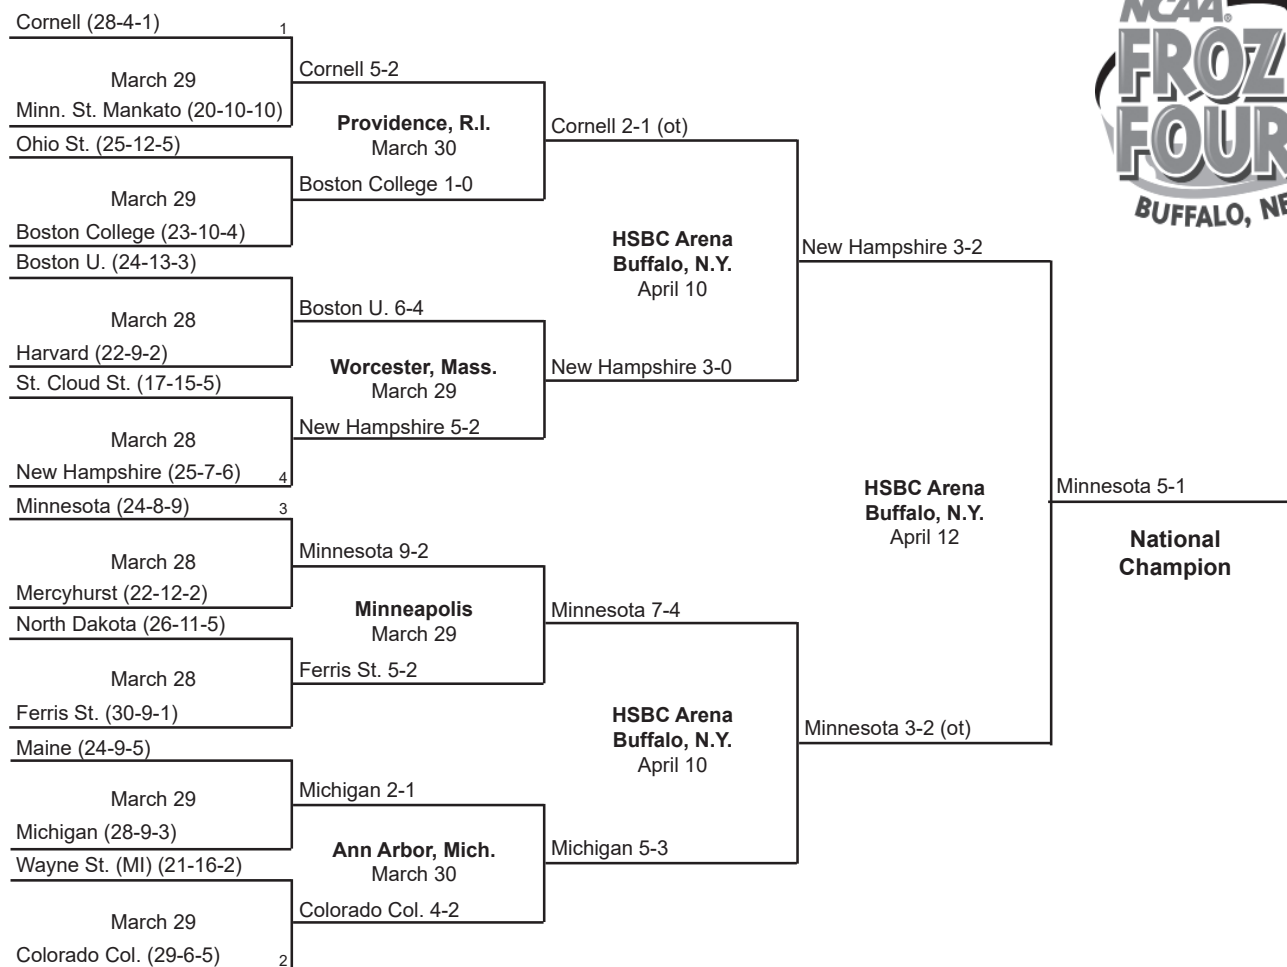 Cornell (28-4-1)
1
March 29
Minn. St. Mankato (20-10-10)
Ohio St. (25-12-5)
March 29
Boston College (23-10-4)
Boston U. (24-13-3)
March 28
Harvard (22-9-2)
St. Cloud St. (17-15-5)
March 28
New Hampshire (25-7-6)
4
Minnesota (24-8-9)
3
March 28
Mercyhurst (22-12-2)
North Dakota (26-11-5)
March 28
Ferris St. (30-9-1)
Maine (24-9-5)
March 29
Michigan (28-9-3)
Wayne St. (MI) (21-16-2)
March 29
Colorado Col. (29-6-5)
2
Cornell 5-2
Providence, R.I.
March 30
Boston College 1-0
Boston U. 6-4
Worcester, Mass.
March 29
New Hampshire 5-2
Minnesota 9-2
Minneapolis
March 29
Ferris St. 5-2
Michigan 2-1
Ann Arbor, Mich.
March 30
Colorado Col. 4-2
Cornell 2-1 (ot)
HSBC Arena
Buffalo, N.Y.
April 10
New Hampshire 3-0
Minnesota 7-4
HSBC Arena
Buffalo, N.Y.
April 10
Michigan 5-3
New Hampshire 3-2
HSBC Arena
Buffalo, N.Y.
April 12
Minnesota 3-2 (ot)
Minnesota 5-1
National
Champion
NCAA®
FROZ
FOUR
BUFFALO, NE